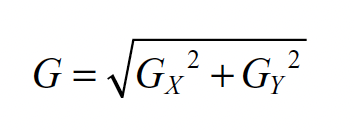 G = √(G_X² + G_Y²)